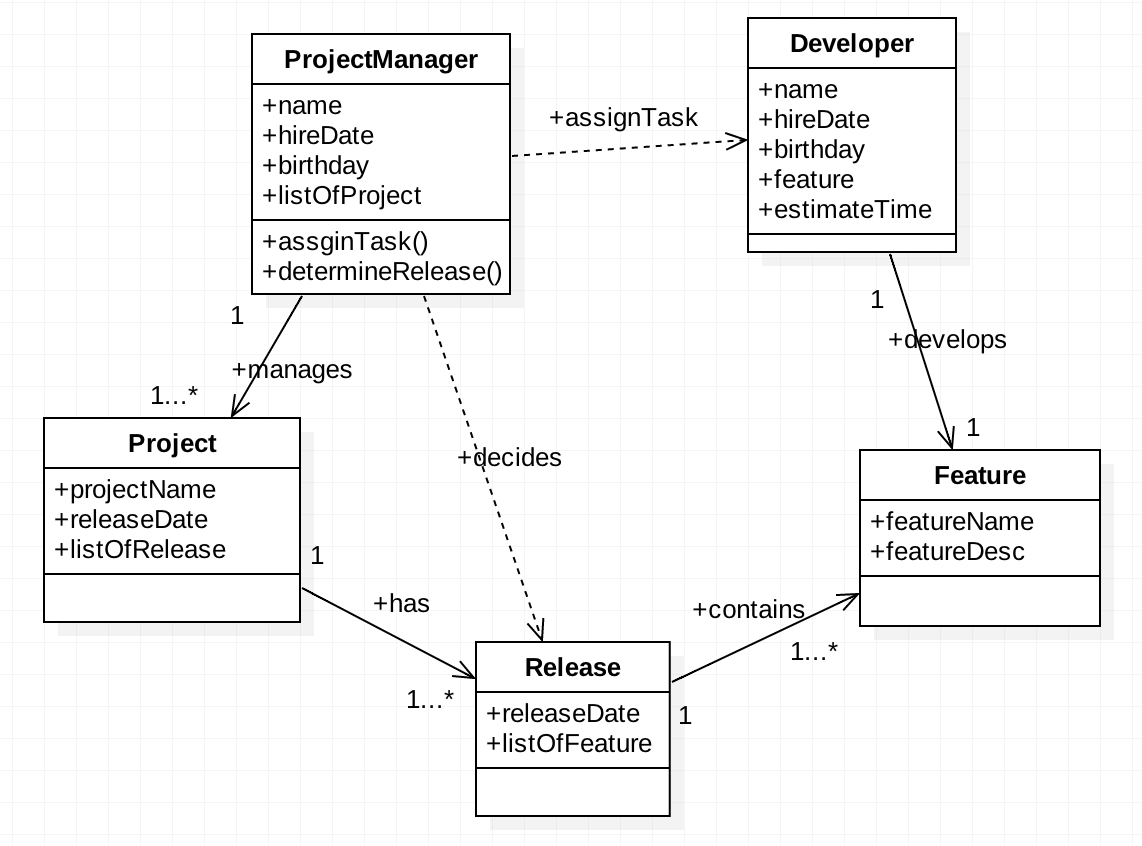 ProjectManager
+name
+hireDate
+birthday
+listOfProject
+assginTask()
+determineRelease()
+assignTask
Developer
+name
+hireDate
+birthday
+feature
+estimateTime
1
+manages
1...*
1
+develops
1
+decides
Project
+projectName
+releaseDate
+listOfRelease
1
+has
1...*
Feature
+featureName
+featureDesc
+contains
1...*
1
Release
+releaseDate
+listOfFeature